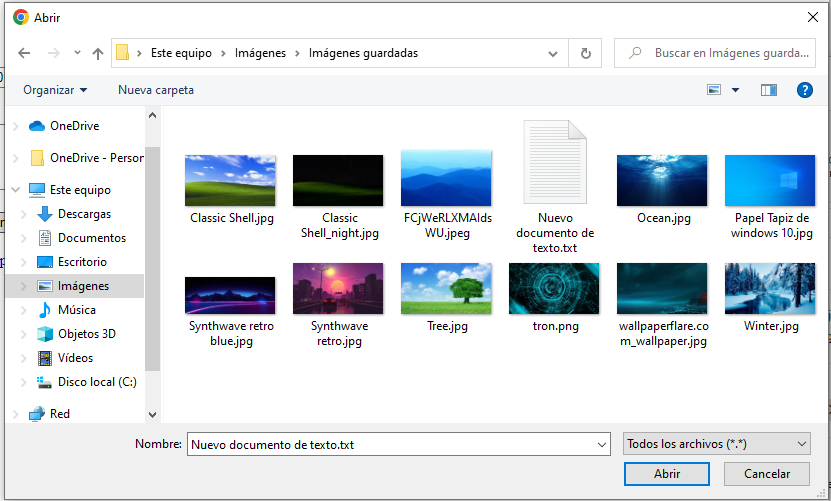 Abrir
Este equipo > Imágenes > Imágenes guardadas
Buscar en Imágenes guarda...
Organizar
Nueva carpeta
OneDrive
OneDrive - Person
Este equipo
Descargas
Documentos
Escritorio
Imágenes
Música
Objetos 3D
Vídeos
Disco local (C:)
Red
Classic Shell.jpg
Classic
Shell_night.jpg
FCjWeRLXMAIds
WU.jpeg
Nuevo
documento de
texto.txt
Ocean.jpg
Papel Tapiz de
windows 10.jpg
Synthwave retro
blue.jpg
Synthwave
retro.jpg
Tree.jpg
tron.png
wallpaperflare.co
m_wallpaper.jpg
Winter.jpg
Nombre:
Nuevo documento de texto.txt
Todos los archivos (*.*)
Abrir
Cancelar